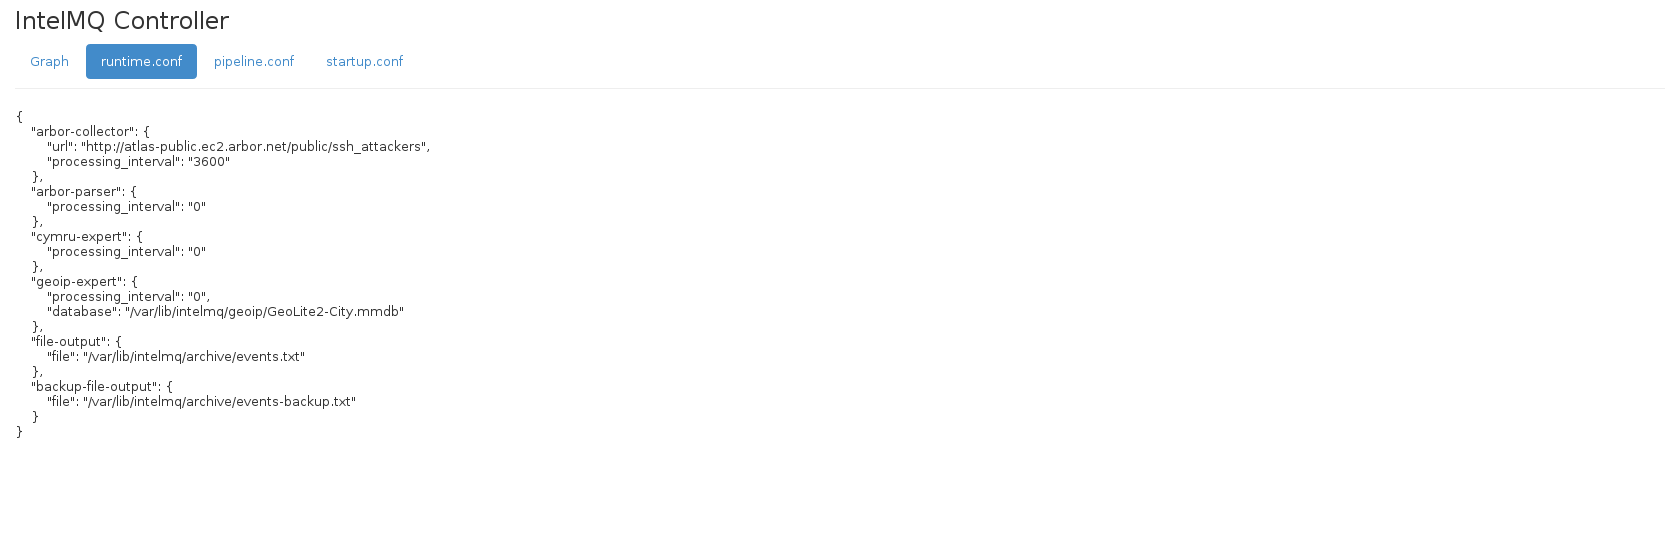 IntelMQ Controller
Graph runtime.conf pipeline.conf startup.conf
{
    "arbor-collector": {
        "url": "http://atlas-public.ec2.arbor.net/public/ssh_attackers",
        "processing_interval": "3600"
    },
    "arbor-parser": {
        "processing_interval": "0"
    },
    "cymru-expert": {
        "processing_interval": "0"
    },
    "geoip-expert": {
        "processing_interval": "0",
        "database": "/var/lib/intelmq/geoip/GeoLite2-City.mmdb"
    },
    "file-output": {
        "file": "/var/lib/intelmq/archive/events.txt"
    },
    "backup-file-output": {
        "file": "/var/lib/intelmq/archive/events-backup.txt"
    }
}